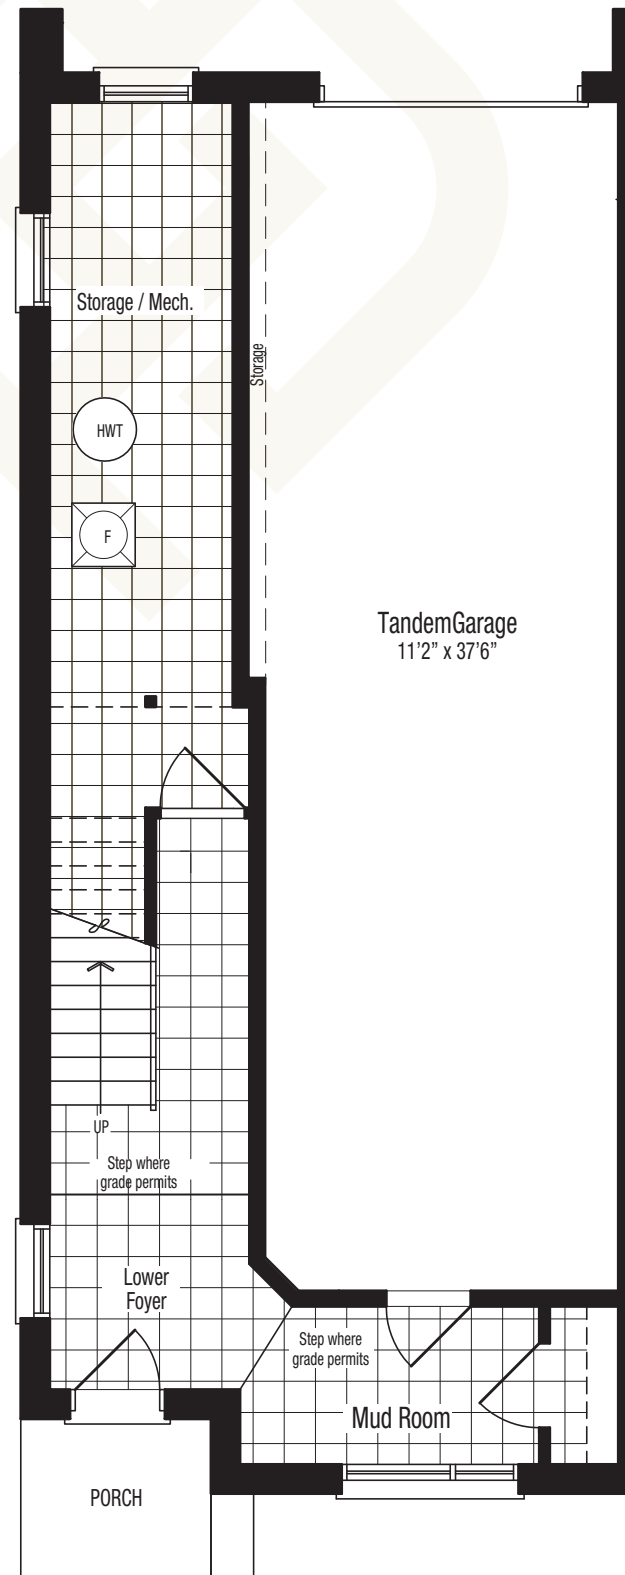 Storage / Mech.
Storage
HWT
F
TandemGarage
11'2" x 37'6"
UP
Step where
grade permits
Lower
Foyer
Step where
grade permits
Mud Room
PORCH